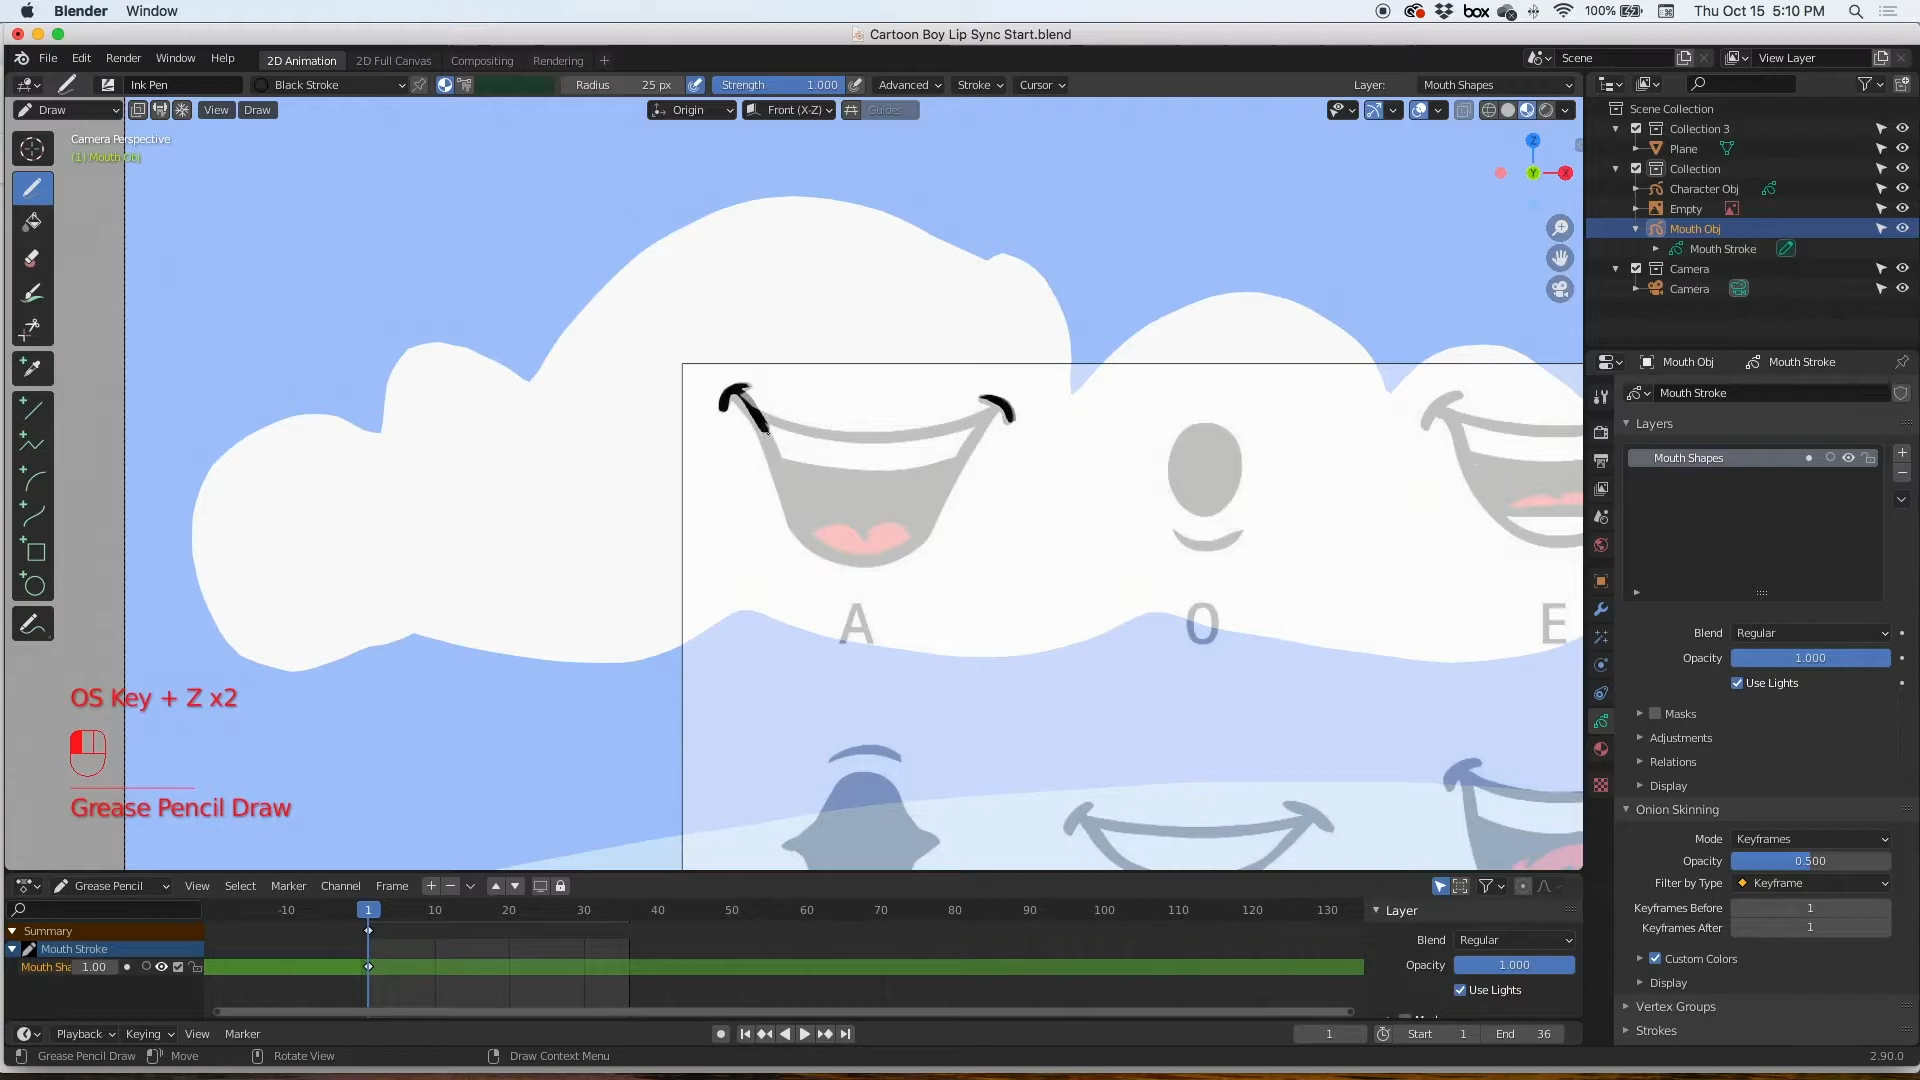 Blender Window
100% Thu Oct 15 5:10 PM
box
Cartoon Boy Lip Sync Start.blend
File Edit Render Window Help 2D Animation 2D Full Canvas Compositing Rendering + Scene View Layer
Ink Pen Black Stroke Radius 25 px Strength 1.000 Advanced Stroke Cursor Layer: Mouth Shapes
Draw View Draw Origin Front (X-Z) Guides
Camera Perspective
(1) Mouth Obj
Z
Y X
Scene Collection
Collection 3
Plane
Collection
Character Obj
Empty
Mouth Obj
Mouth Stroke
Camera
Camera
Mouth Obj Mouth Stroke
Mouth Stroke
Layers
Mouth Shapes
Blend Regular
Opacity 1.000
Use Lights
Masks
Adjustments
Relations
Display
Onion Skinning
Mode Keyframes
Opacity 0.500
Filter by Type Keyframe
Keyframes Before 1
Keyframes After 1
Custom Colors
Display
Vertex Groups
Strokes
A O E
OS Key + Z x2
Grease Pencil Draw
Grease Pencil View Select Marker Channel Frame
-10 1 10 20 30 40 50 60 70 80 90 100 110 120 130
Summary
Mouth Stroke
Mouth Sha 1.00
Layer
Blend Regular
Opacity 1.000
Use Lights
Playback Keying View Marker 1 Start 1 End 36
Grease Pencil Draw Move Rotate View Draw Context Menu 2.90.0